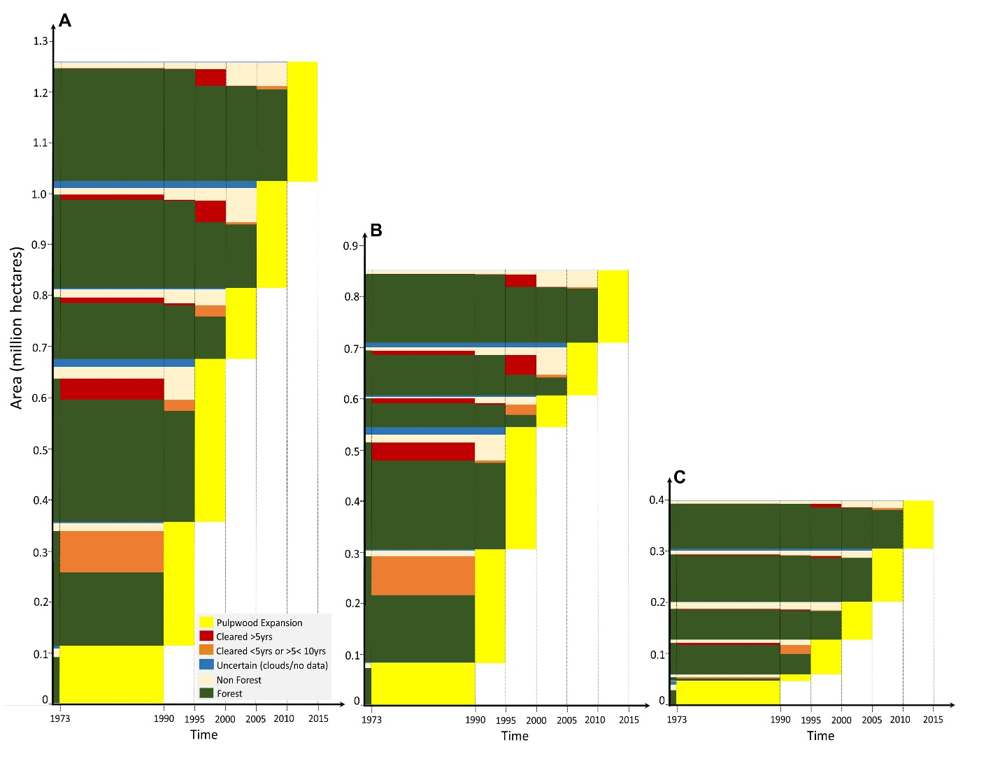 A
1.3
1.2
1.1
1.0
0.9
0.8
0.7
0.6
0.5
0.4
0.3
0.2
0.1
0
Area (million hectares)
1973 1990 1995 2000 2005 2010 2015
Time
Pulpwood Expansion
Cleared >5yrs
Cleared <5yrs or >5< 10yrs
Uncertain (clouds/no data)
Non Forest
Forest
B
0.9
0.8
0.7
0.6
0.5
0.4
0.3
0.2
0.1
0
1973 1990 1995 2000 2005 2010 2015
Time
C
0.4
0.3
0.2
0.1
0
1973 1990 1995 2000 2005 2010 2015
Time